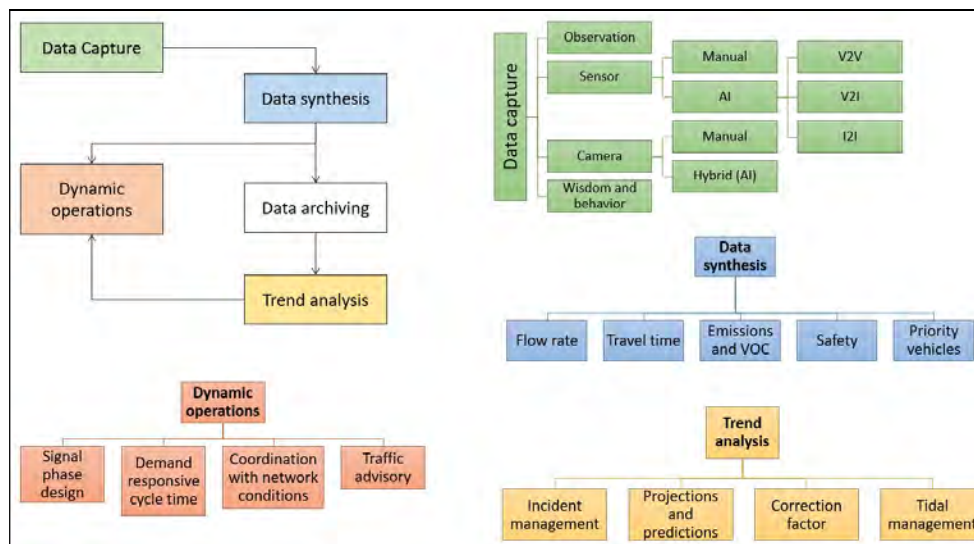 Data Capture
Data synthesis
Dynamic
operations
Data archiving
Trend analysis
Data capture
Observation
Sensor
Manual
AI
V2V
V2I
I2I
Camera
Manual
Hybrid (AI)
Wisdom and
behavior
Data
synthesis
Flow rate
Travel time
Emissions
and VOC
Safety
Priority
vehicles
Dynamic
operations
Signal
phase
design
Demand
responsive
cycle time
Coordination
with network
conditions
Traffic
advisory
Trend
analysis
Incident
management
Projections
and
predictions
Correction
factor
Tidal
management